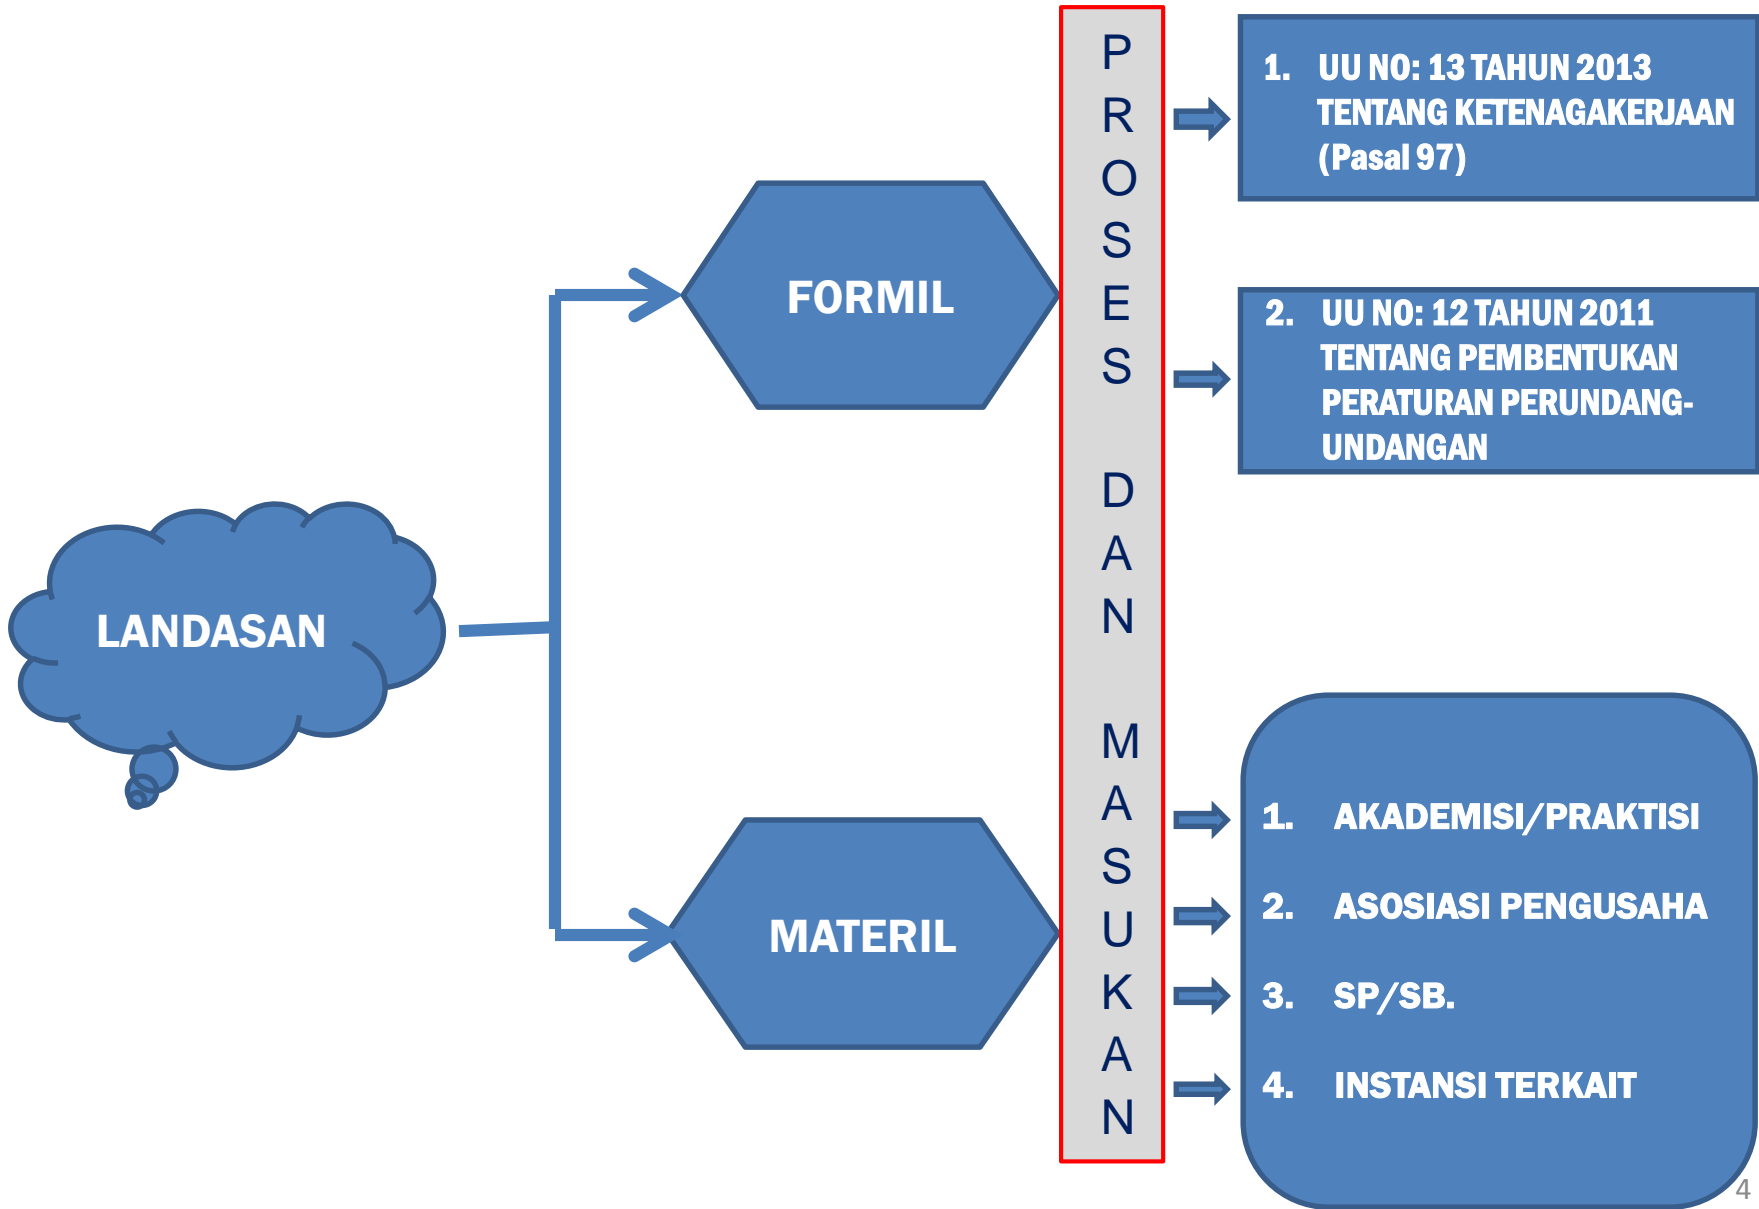 LANDASAN
FORMIL
MATERIL
PROSES DAN MASUKAN
1. UU NO: 13 TAHUN 2013
TENTANG KETENAGAKERJAAN
(Pasal 97)
2. UU NO: 12 TAHUN 2011
TENTANG PEMBENTUKAN
PERATURAN PERUNDANG-
UNDANGAN
1. AKADEMISI/PRAKTISI
2. ASOSIASI PENGUSAHA
3. SP/SB.
4. INSTANSI TERKAIT
4